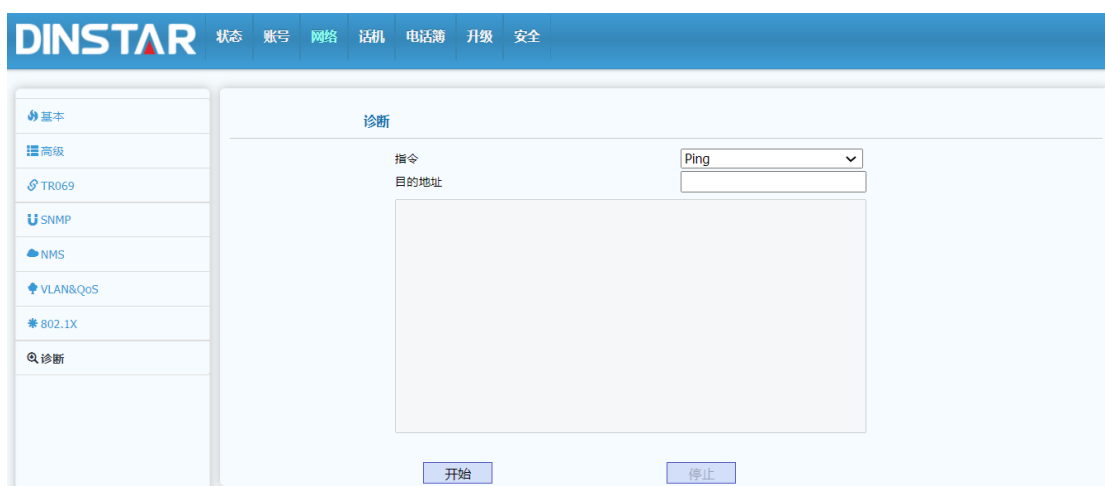 DINSTAR 状态 账号 网络 话机 电话簿 升级 安全
基本
高级
TR069
SNMP
NMS
VLAN&QoS
802.1X
诊断
诊断
指令 Ping
目的地址
开始 停止